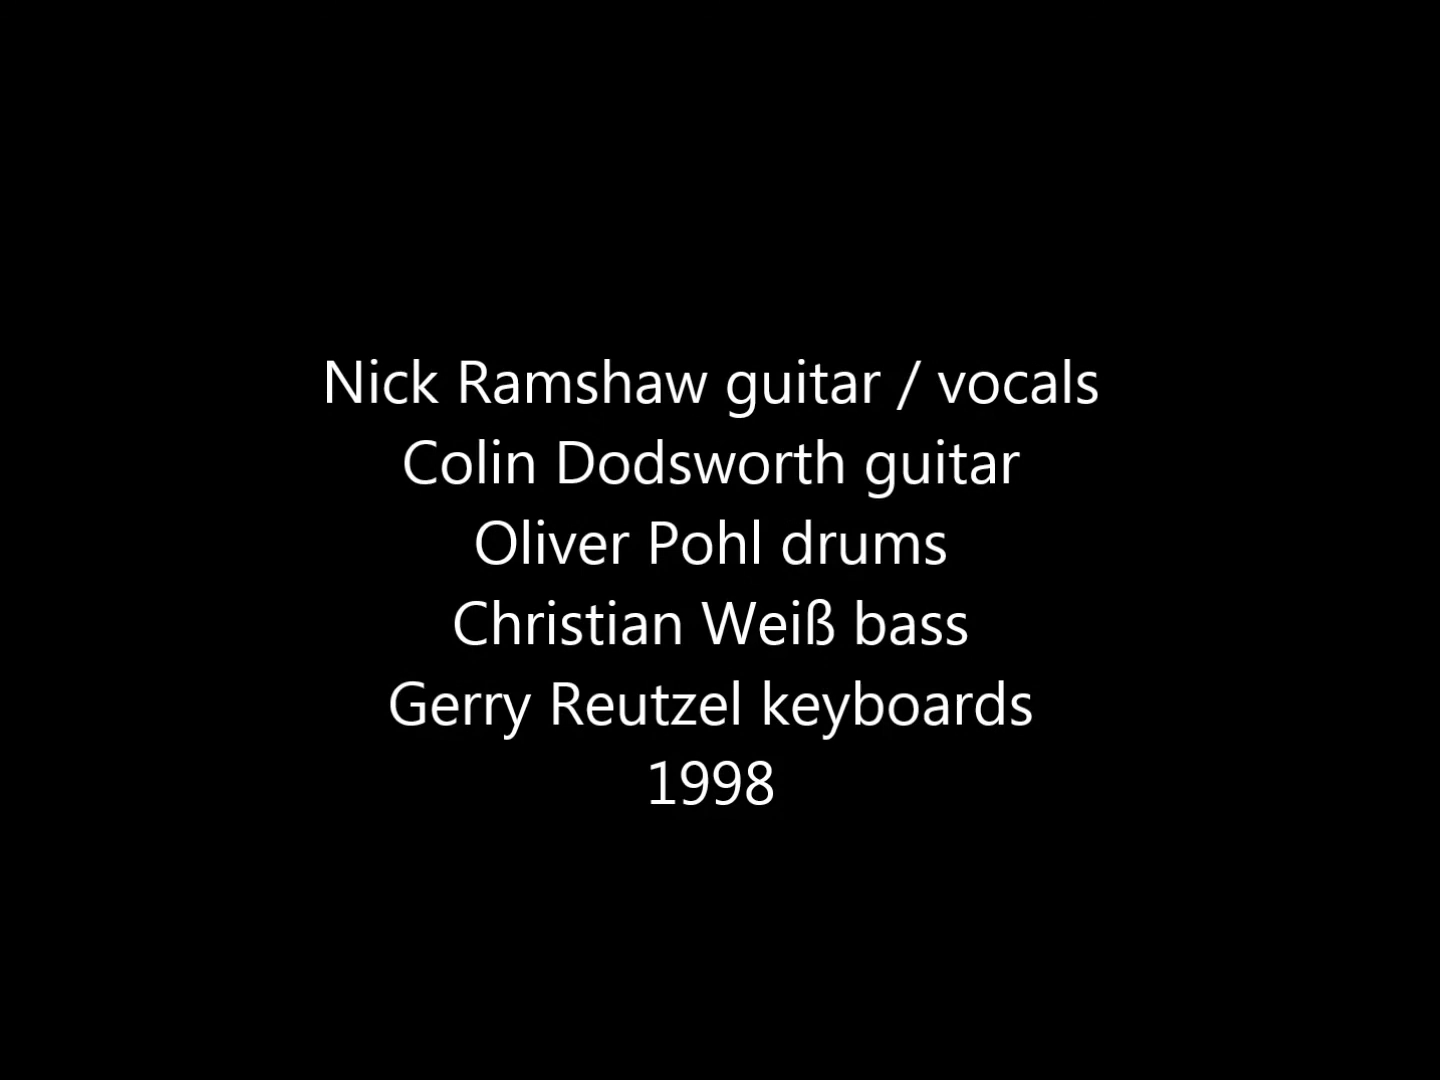 Nick Ramshaw guitar / vocals
Colin Dodsworth guitar
Oliver Pohl drums
Christian Weiß bass
Gerry Reutzel keyboards
1998